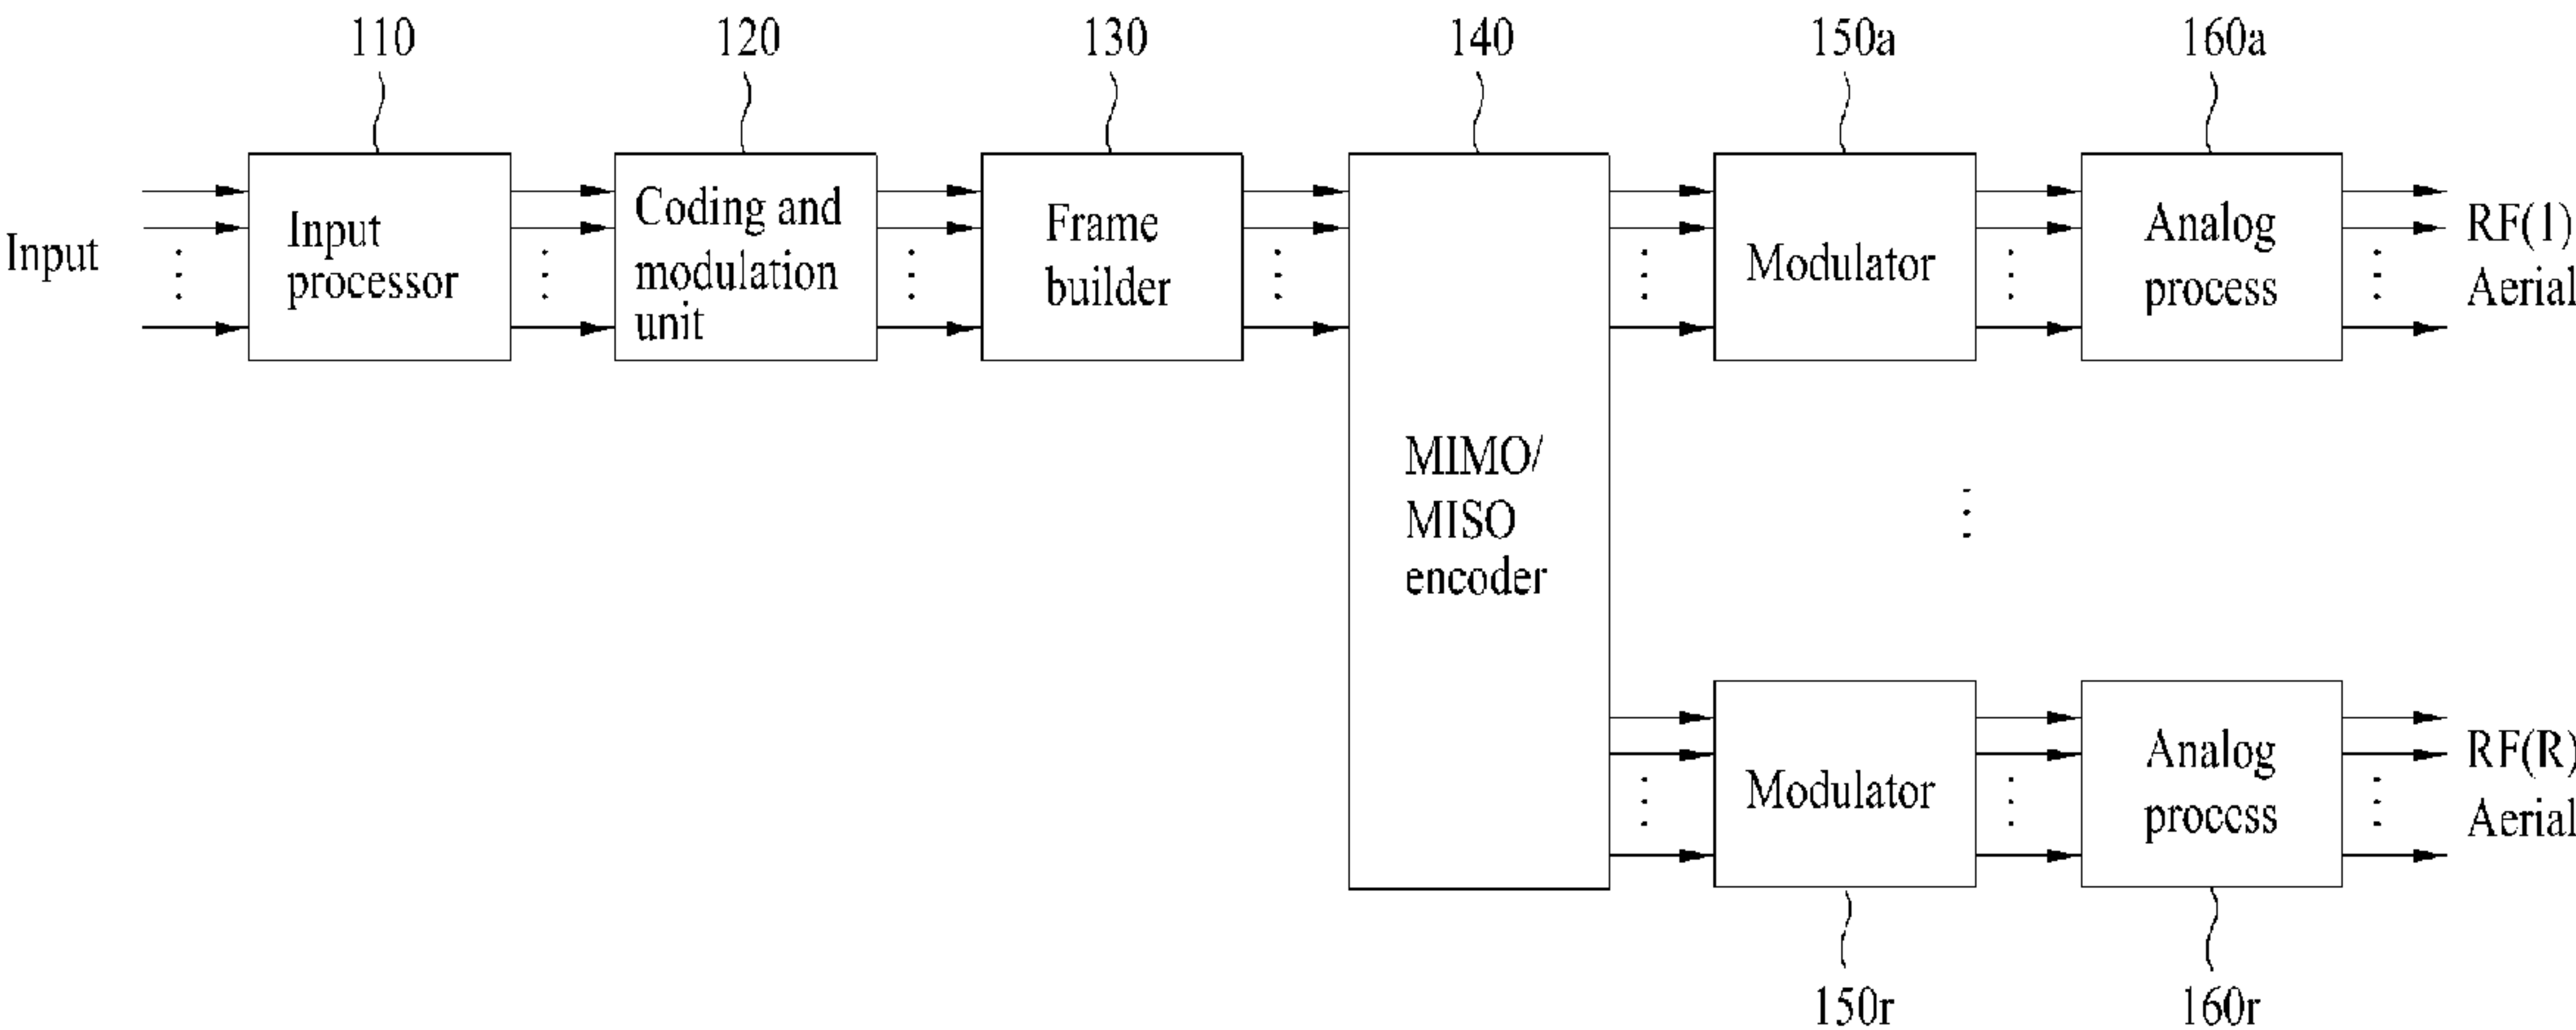 110
120
130
140
150a
160a
Input
Input
processor
Coding and
modulation
unit
Frame
builder
MIMO/
MISO
encoder
Modulator
Analog
process
RF(1)
Aerial
Modulator
Analog
process
RF(R)
Aerial
150r
160r